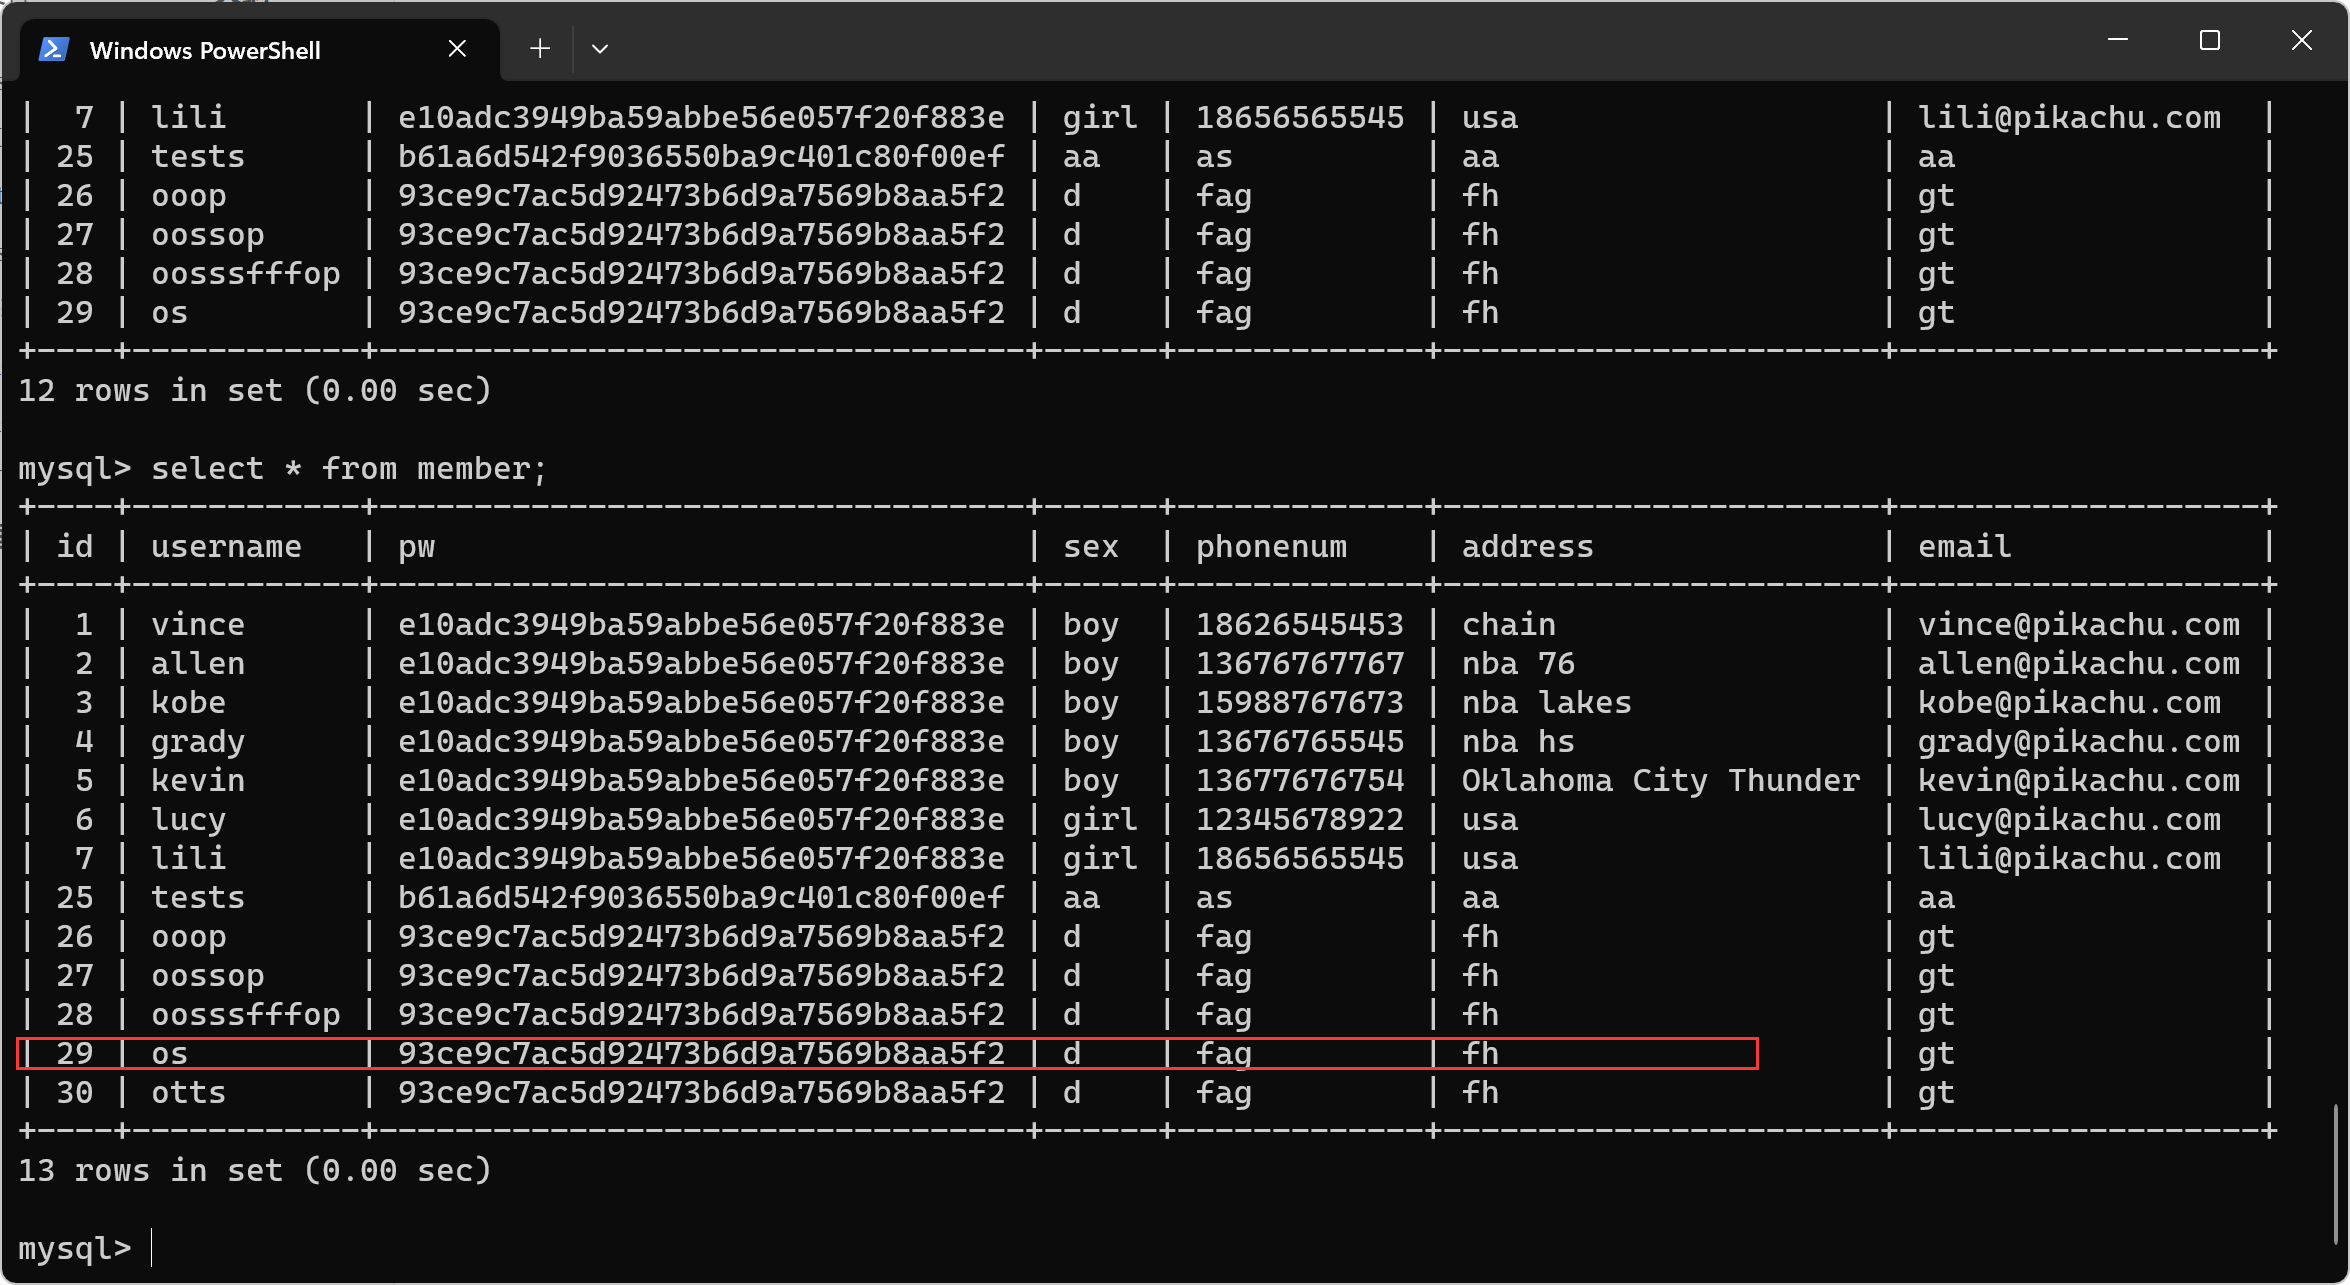 Windows PowerShell
|  7 | lili       | e10adc3949ba59abbe56e057f20f883e | girl | 18656565545 | usa                   | lili@pikachu.com  |
| 25 | tests      | b61a6d542f9036550ba9c401c80f00ef | aa   | as          | aa                    | aa                |
| 26 | ooop       | 93ce9c7ac5d92473b6d9a7569b8aa5f2 | d    | fag         | fh                    | gt                |
| 27 | oossop     | 93ce9c7ac5d92473b6d9a7569b8aa5f2 | d    | fag         | fh                    | gt                |
| 28 | oosssfffop | 93ce9c7ac5d92473b6d9a7569b8aa5f2 | d    | fag         | fh                    | gt                |
| 29 | os         | 93ce9c7ac5d92473b6d9a7569b8aa5f2 | d    | fag         | fh                    | gt                |
+----+------------+----------------------------------+------+-------------+-----------------------+-------------------+
12 rows in set (0.00 sec)
mysql> select * from member;
+----+------------+----------------------------------+------+-------------+-----------------------+-------------------+
| id | username   | pw                               | sex  | phonenum    | address               | email             |
+----+------------+----------------------------------+------+-------------+-----------------------+-------------------+
|  1 | vince      | e10adc3949ba59abbe56e057f20f883e | boy  | 18626545453 | chain                 | vince@pikachu.com |
|  2 | allen      | e10adc3949ba59abbe56e057f20f883e | boy  | 13676767767 | nba 76                | allen@pikachu.com |
|  3 | kobe       | e10adc3949ba59abbe56e057f20f883e | boy  | 15988767673 | nba lakes             | kobe@pikachu.com  |
|  4 | grady      | e10adc3949ba59abbe56e057f20f883e | boy  | 13676765545 | nba hs                | grady@pikachu.com |
|  5 | kevin      | e10adc3949ba59abbe56e057f20f883e | boy  | 13677676754 | Oklahoma City Thunder | kevin@pikachu.com |
|  6 | lucy       | e10adc3949ba59abbe56e057f20f883e | girl | 12345678922 | usa                   | lucy@pikachu.com  |
|  7 | lili       | e10adc3949ba59abbe56e057f20f883e | girl | 18656565545 | usa                   | lili@pikachu.com  |
| 25 | tests      | b61a6d542f9036550ba9c401c80f00ef | aa   | as          | aa                    | aa                |
| 26 | ooop       | 93ce9c7ac5d92473b6d9a7569b8aa5f2 | d    | fag         | fh                    | gt                |
| 27 | oossop     | 93ce9c7ac5d92473b6d9a7569b8aa5f2 | d    | fag         | fh                    | gt                |
| 28 | oosssfffop | 93ce9c7ac5d92473b6d9a7569b8aa5f2 | d    | fag         | fh                    | gt                |
| 29 | os         | 93ce9c7ac5d92473b6d9a7569b8aa5f2 | d    | fag         | fh                    | gt                |
| 30 | otts       | 93ce9c7ac5d92473b6d9a7569b8aa5f2 | d    | fag         | fh                    | gt                |
+----+------------+----------------------------------+------+-------------+-----------------------+-------------------+
13 rows in set (0.00 sec)
mysql>